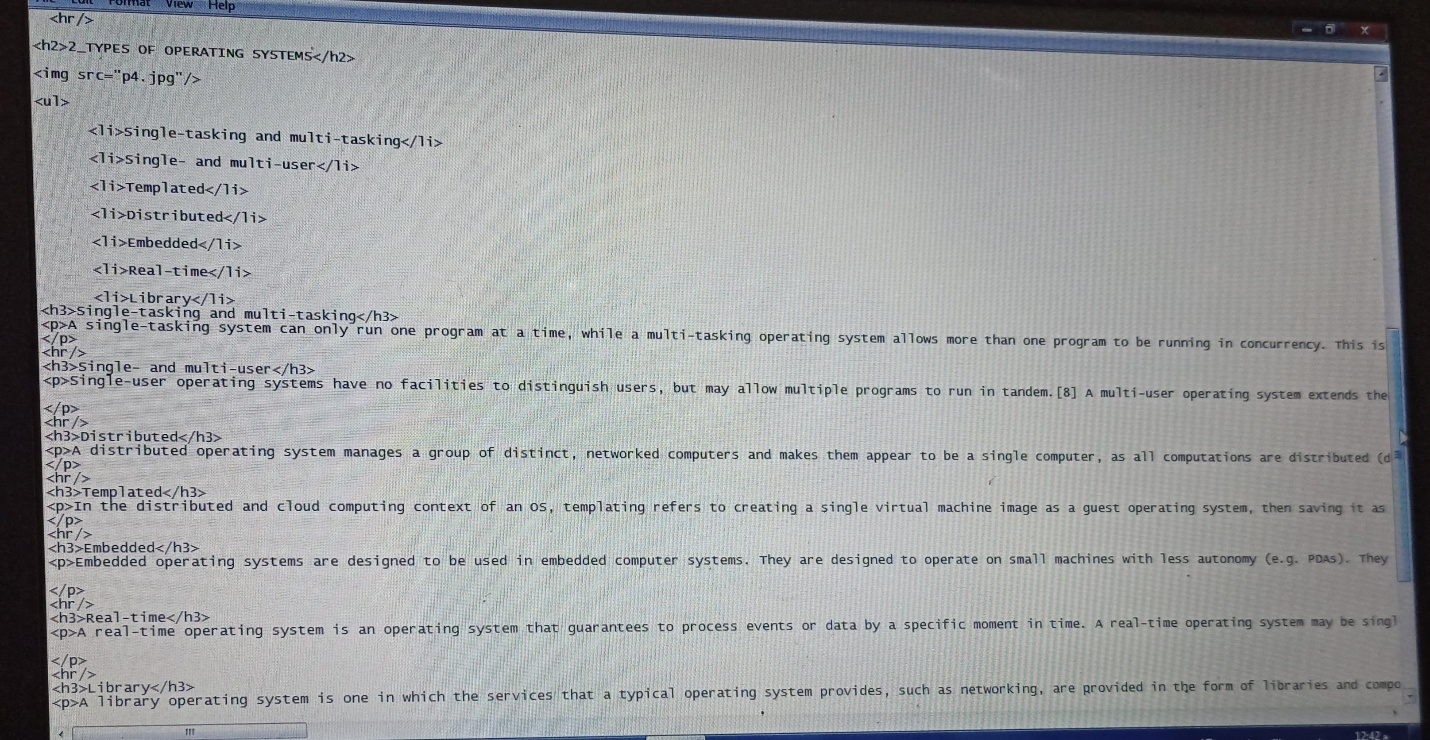 Edit Format View Help
<hr/>
<h2>2_TYPES OF OPERATING SYSTEMS</h2>
<img src="p4.jpg"/>
<ul>
<li>Single-tasking and multi-tasking</li>
<li>Single- and multi-user</li>
<li>Templated</li>
<li>Distributed</li>
<li>Embedded</li>
<li>Real-time</li>
<li>Library</li>
<h3>Single-tasking and multi-tasking</h3>
<p>A single-tasking system can only run one program at a time, while a multi-tasking operating system allows more than one program to be running in concurrency. This is
</p>
<hr/>
<h3>Single- and multi-user</h3>
<p>Single-user operating systems have no facilities to distinguish users, but may allow multiple programs to run in tandem.[8] A multi-user operating system extends the
</p>
<hr/>
<h3>Distributed</h3>
<p>A distributed operating system manages a group of distinct, networked computers and makes them appear to be a single computer, as all computations are distributed (d
</p>
<hr/>
<h3>Templated</h3>
<p>In the distributed and cloud computing context of an OS, templating refers to creating a single virtual machine image as a guest operating system, then saving it as
</p>
<hr/>
<h3>Embedded</h3>
<p>Embedded operating systems are designed to be used in embedded computer systems. They are designed to operate on small machines with less autonomy (e.g. PDAs). They
</p>
<hr/>
<h3>Real-time</h3>
<p>A real-time operating system is an operating system that guarantees to process events or data by a specific moment in time. A real-time operating system may be singl
</p>
<hr/>
<h3>Library</h3>
<p>A library operating system is one in which the services that a typical operating system provides, such as networking, are provided in the form of libraries and compo
12:42